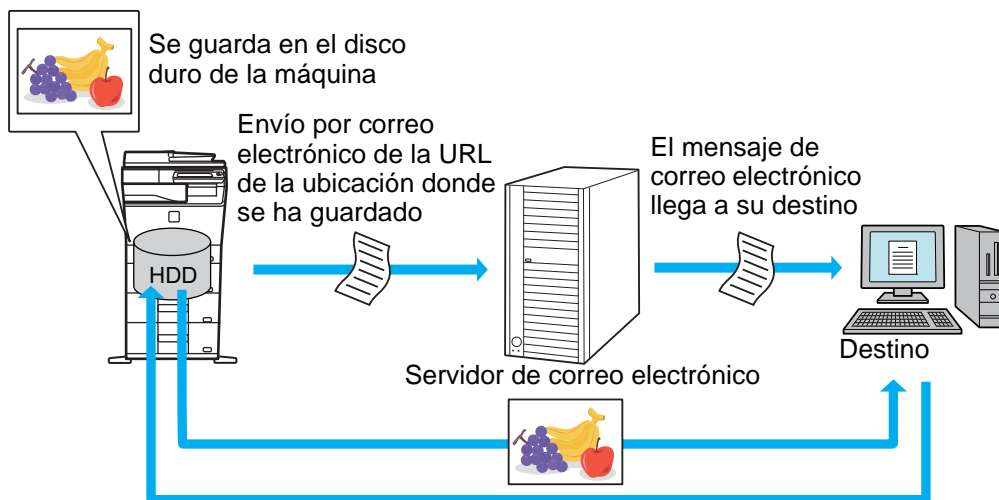 Se guarda en el disco
duro de la máquina
Envío por correo
electrónico de la URL
de la ubicación donde
se ha guardado
El mensaje de
correo electrónico
llega a su destino
HDD
Destino
Servidor de correo electrónico